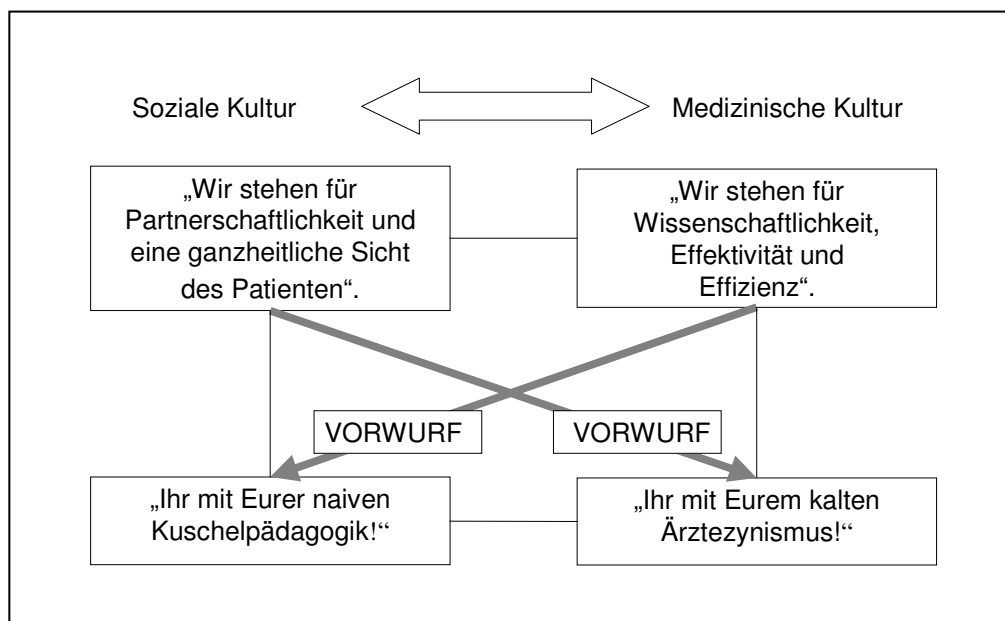 Soziale Kultur
Medizinische Kultur
„Wir stehen für
Partnerschaftlichkeit und
eine ganzheitliche Sicht
des Patienten“.
„Wir stehen für
Wissenschaftlichkeit,
Effektivität und
Effizienz“.
VORWURF
VORWURF
„Ihr mit Eurer naiven
Kuschelpädagogik!“
„Ihr mit Eurem kalten
Ärztezynismus!“